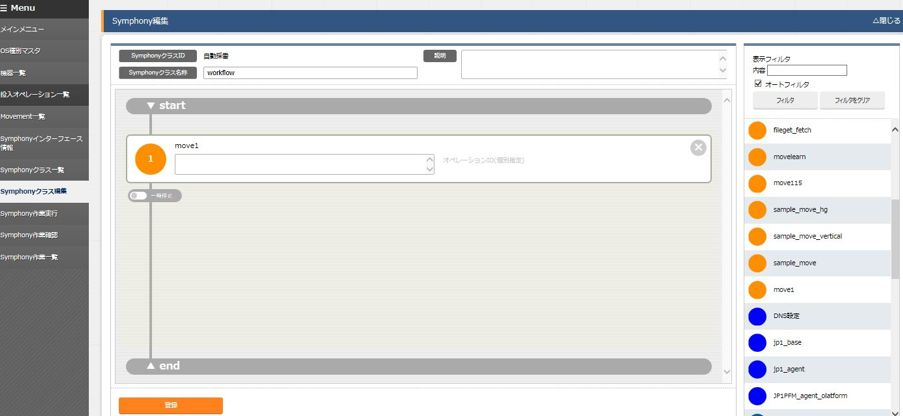 ☰ Menu
メインメニュー
OS種別マスタ
機器一覧
投入オペレーション一覧
Movement一覧
Symphonyインターフェース
情報
Symphonyクラス一覧
Symphonyクラス編集
Symphony作業実行
Symphony作業確認
Symphony作業一覧
Symphony編集
△閉じる
SymphonyクラスID 自動採番
説明
Symphonyクラス名称 workflow
▼ start
1
move1
オペレーションID(個別指定)
一時停止
▲ end
登録
表示フィルタ
内容
オートフィルタ
フィルタ
フィルタをクリア
fileget_fetch
movelearn
move115
sample_move_hg
sample_move_vertical
sample_move
move1
DNS設定
jp1_base
jp1_agent
JP1PFM_agent_olatform